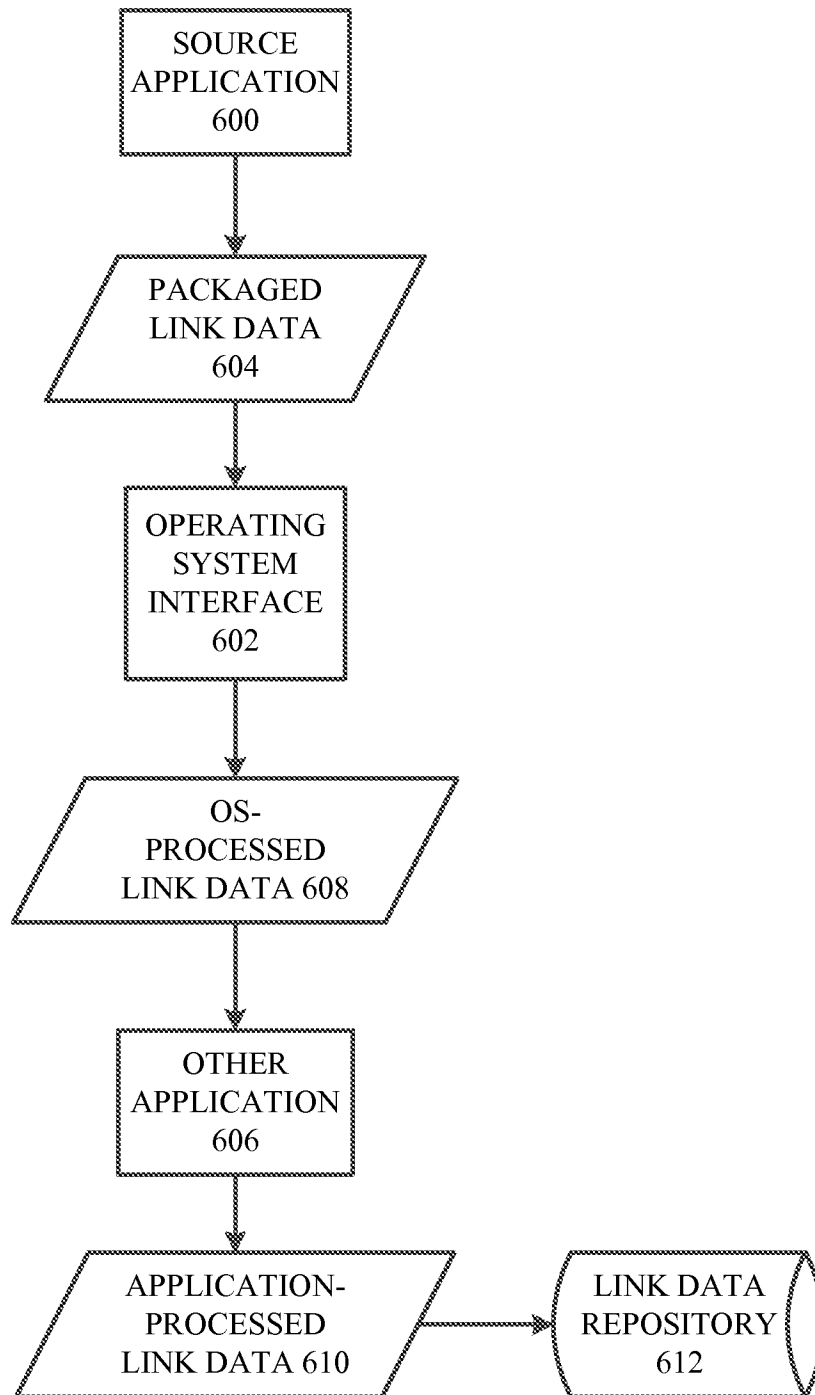 SOURCE
APPLICATION
600
PACKAGED
LINK DATA
604
OPERATING
SYSTEM
INTERFACE
602
OS-
PROCESSED
LINK DATA 608
OTHER
APPLICATION
606
APPLICATION-
PROCESSED
LINK DATA 610
LINK DATA
REPOSITORY
612